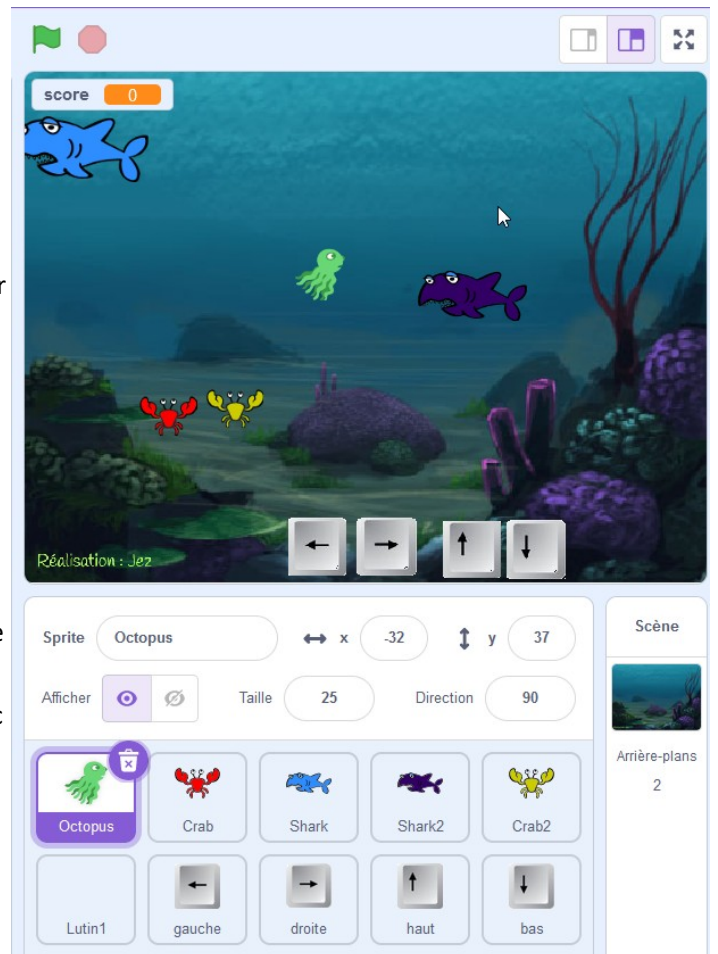 score 0
r
Réalisation : Jez
e
Sprite Octopus x -32 y 37
Scène
c
Afficher Taille 25 Direction 90
Arrière-plans
2
Octopus Crab Shark Shark2 Crab2
Lutin1 gauche droite haut bas